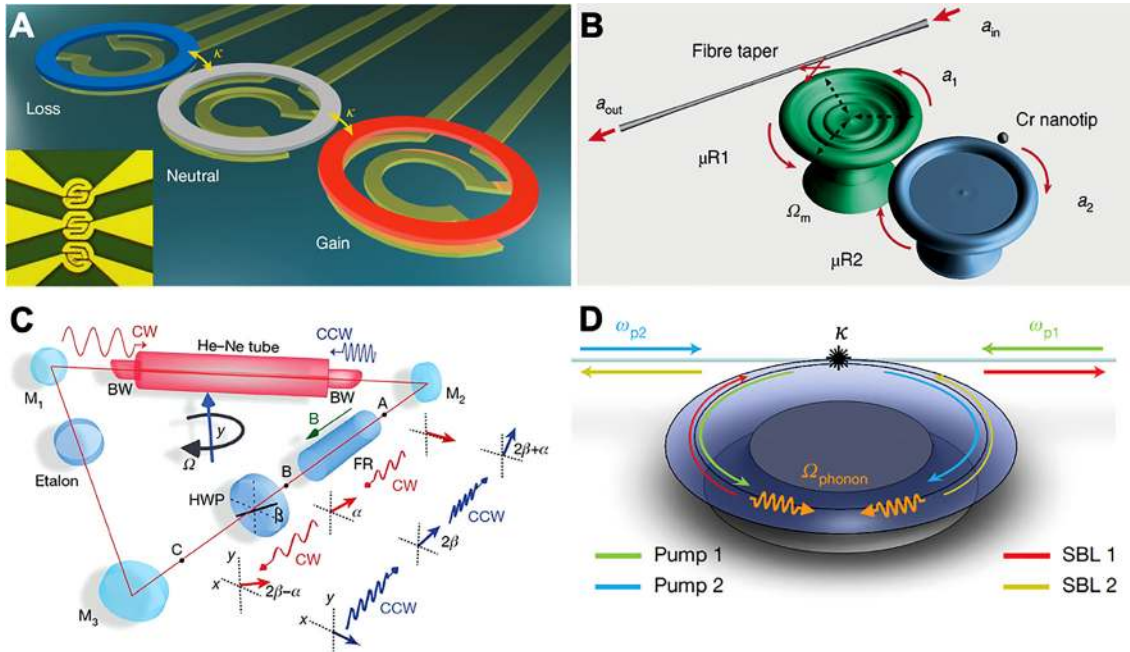 A
κ
Loss
κ
Neutral
Gain
B
a_in
Fibre taper
a_1
a_out
Cr nanotip
μR1
Ω_m
a_2
μR2
C
CW
He–Ne tube
CCW
M_1
BW
BW
M_2
A
B
y
Ω
Etalon
B
FR
CW
2β+α
HWP
β
α
CCW
2β
C
CW
y
x
2β−α
M_3
y
x
CCW
D
ω_p2
κ
ω_p1
Ω_phonon
Pump 1
SBL 1
Pump 2
SBL 2